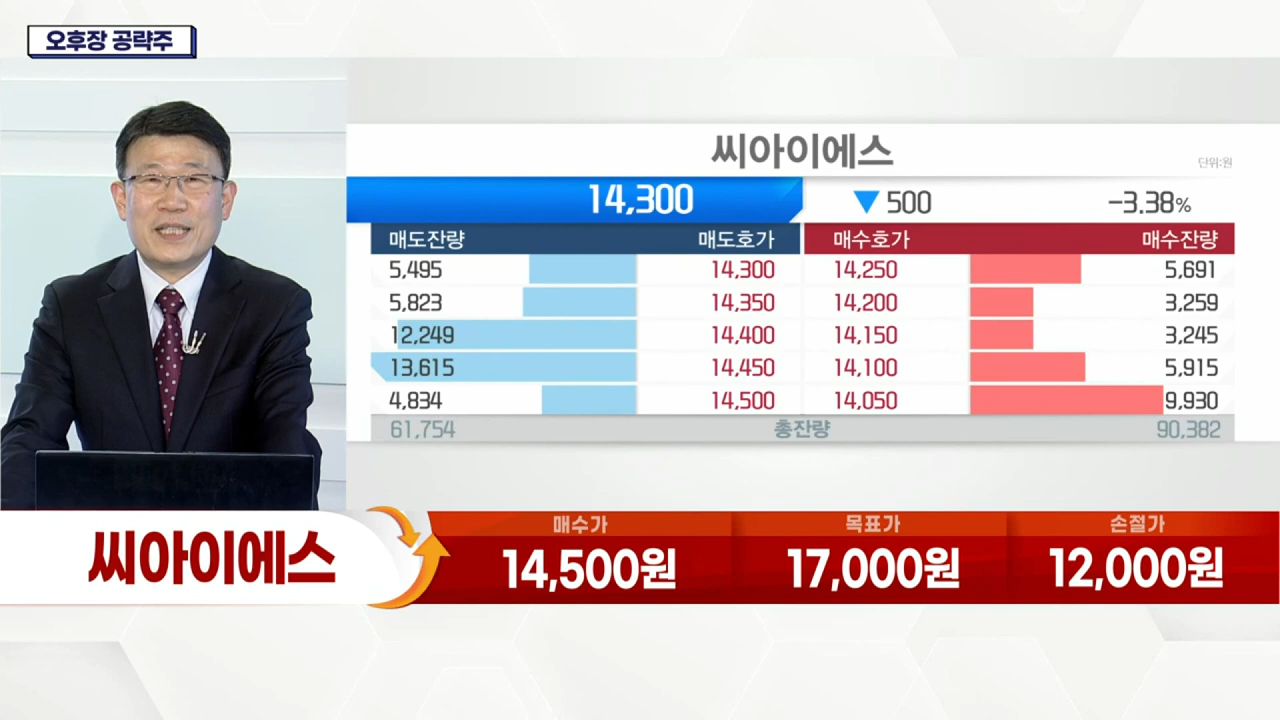 오후장 공략주
씨아이에스
단위:원
14,300 ▼ 500 -3.38%
매도잔량 매도호가 매수호가 매수잔량
5,495 14,300 14,250 5,691
5,823 14,350 14,200 3,259
12,249 14,400 14,150 3,245
13,615 14,450 14,100 5,915
4,834 14,500 14,050 9,930
61,754 총잔량 90,382
씨아이에스
매수가 목표가 손절가
14,500원 17,000원 12,000원